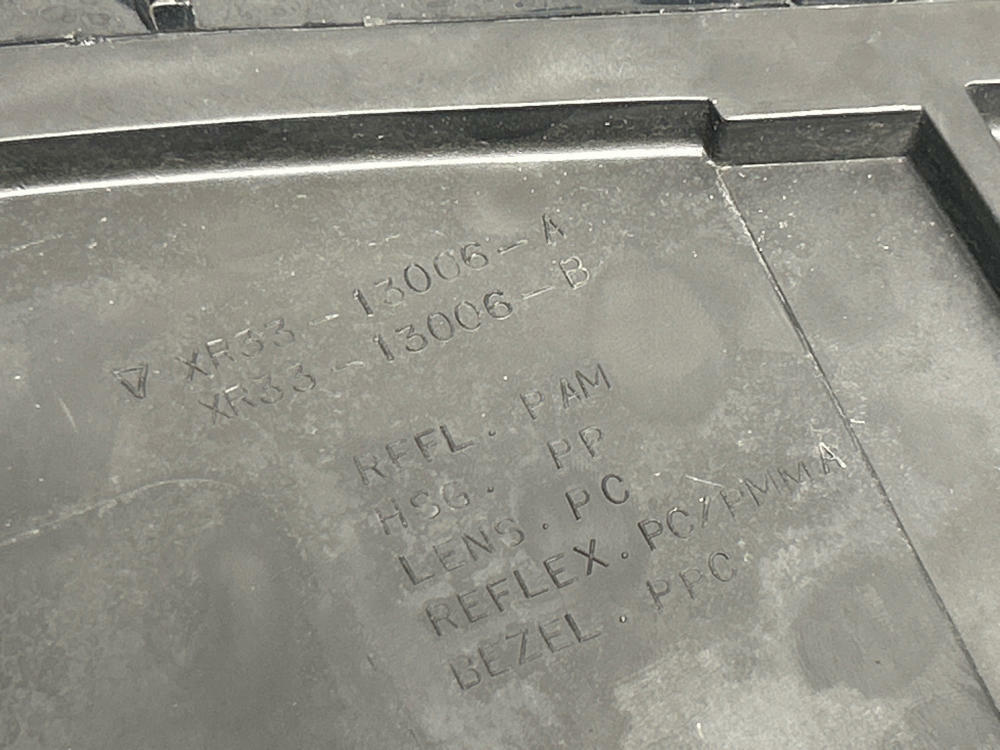 XR33-13006-A
XR33-13006-B
REFL. PAM
HSG. PP
LENS. PC
REFLEX. PC/PMMA
BEZEL. PPC